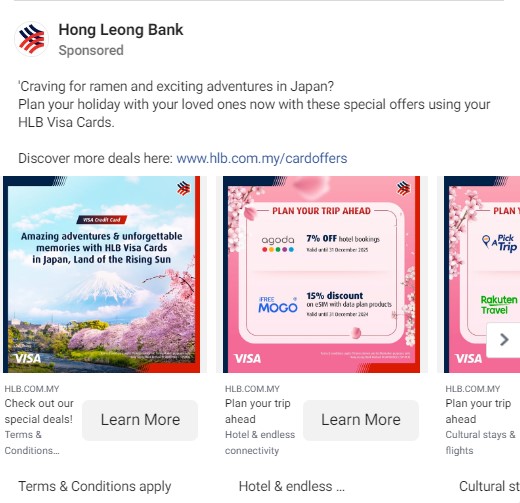 Hong Leong Bank
Sponsored
'Craving for ramen and exciting adventures in Japan?
Plan your holiday with your loved ones now with these special offers using your
HLB Visa Cards.
Discover more deals here: www.hlb.com.my/cardoffers
VISA Credit Card
Amazing adventures & unforgettable
memories with HLB Visa Cards
in Japan, Land of the Rising Sun
VISA
HLB.COM.MY
Check out our
special deals!
Terms &
Conditions...
Learn More
Terms & Conditions apply
PLAN YOUR TRIP AHEAD
agoda
7% OFF hotel bookings
Valid until 31 December 2025
iFREE
MOGO
15% discount
on eSIM with data plan products
Valid until 31 December 2024
VISA
HLB.COM.MY
Plan your trip
ahead
Hotel & endless
connectivity
Learn More
Hotel & endless ...
PLAN Y
Pick
A Trip
Rakuten
Travel
VISA
HLB.COM.MY
Plan your trip
ahead
Cultural stays &
flights
Cultural st